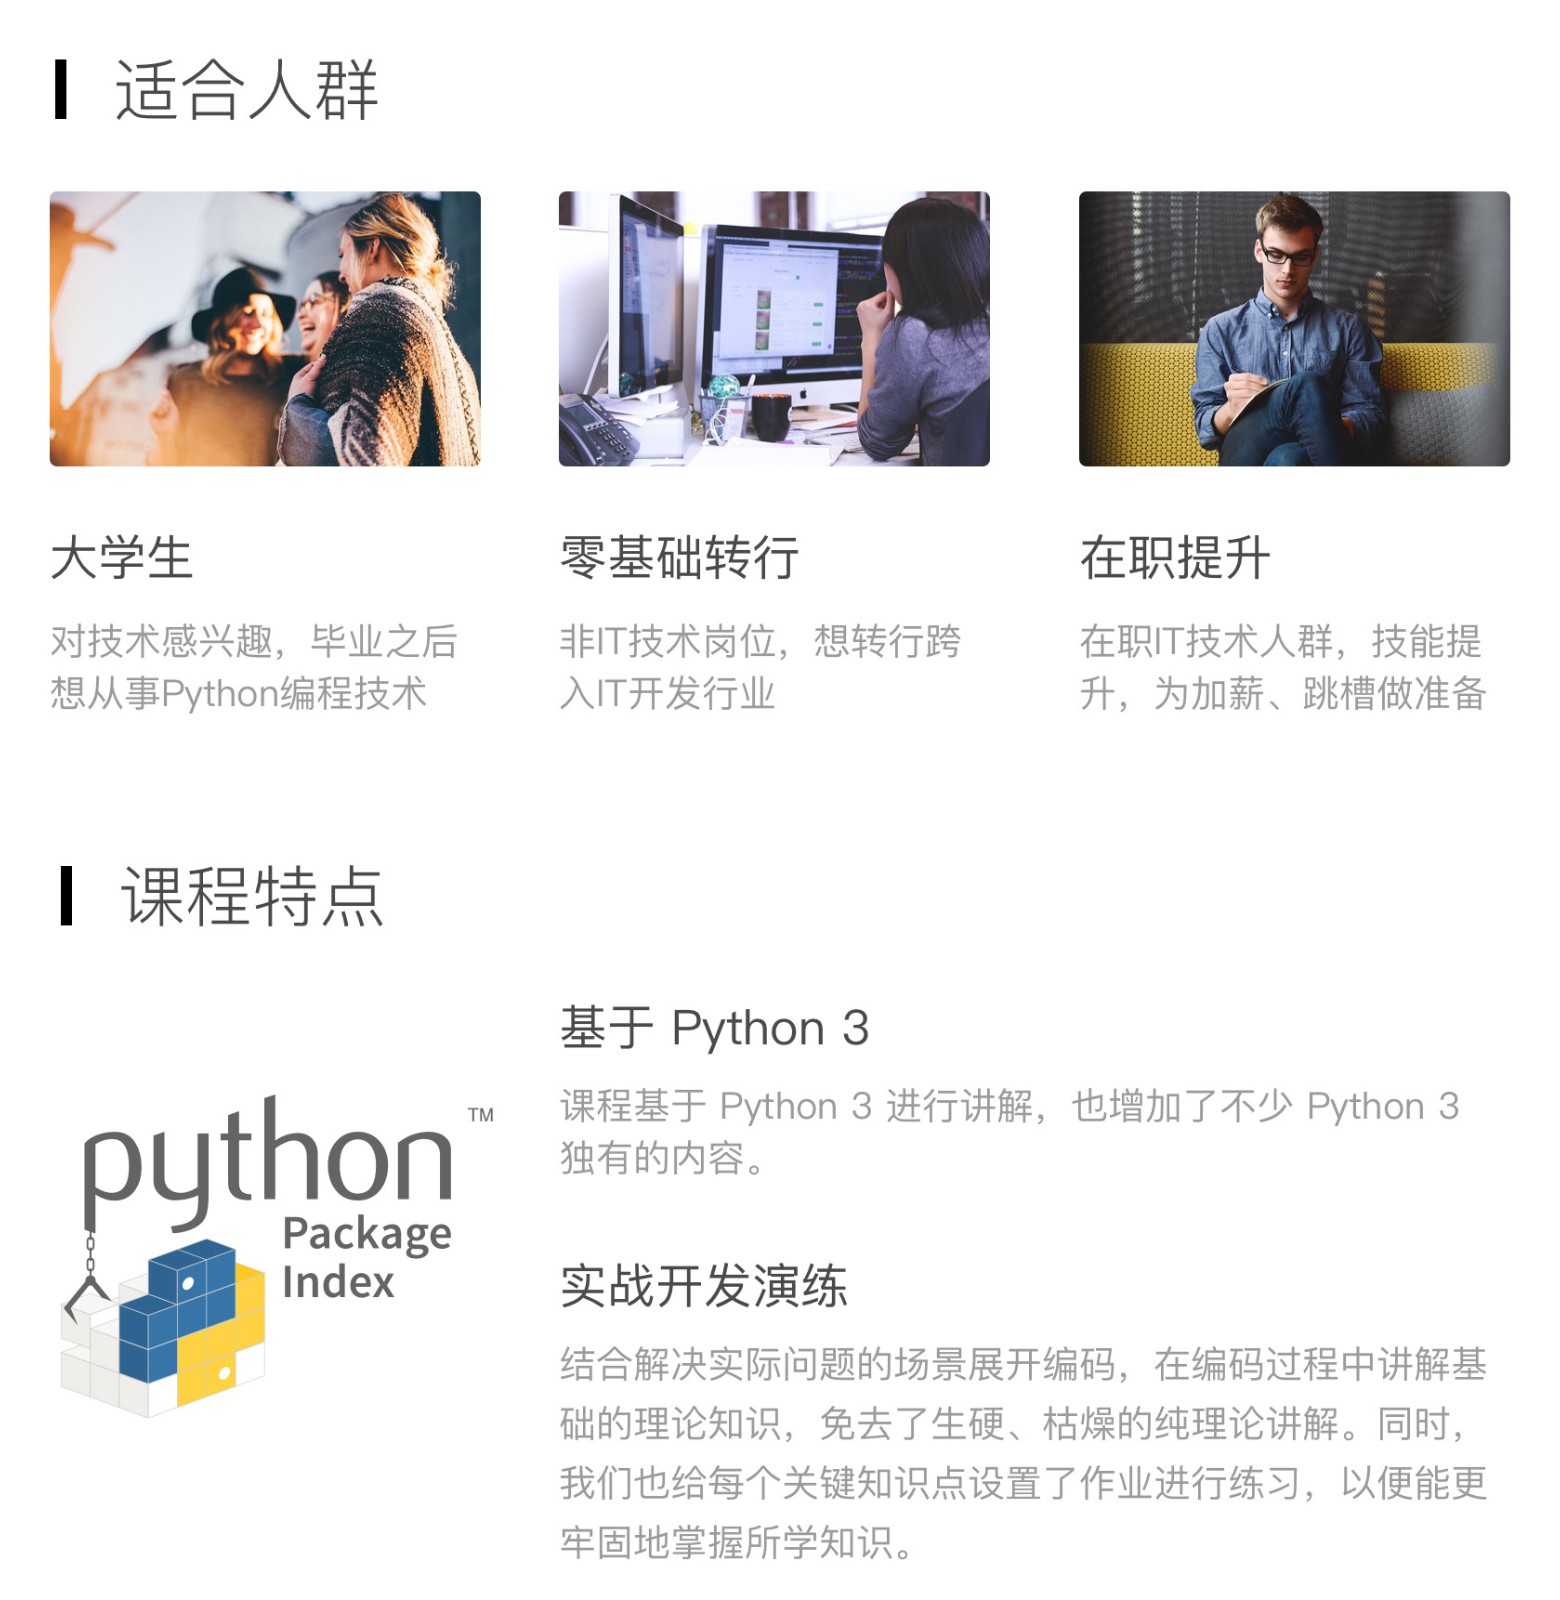 适合人群
大学生
对技术感兴趣，毕业之后
想从事Python编程技术
零基础转行
非IT技术岗位，想转行跨
入IT开发行业
在职提升
在职IT技术人群，技能提
升，为加薪、跳槽做准备
课程特点
python™
Package
Index
基于 Python 3
课程基于 Python 3 进行讲解，也增加了不少 Python 3
独有的内容。
实战开发演练
结合解决实际问题的场景展开编码，在编码过程中讲解基
础的理论知识，免去了生硬、枯燥的纯理论讲解。同时，
我们也给每个关键知识点设置了作业进行练习，以便能更
牢固地掌握所学知识。